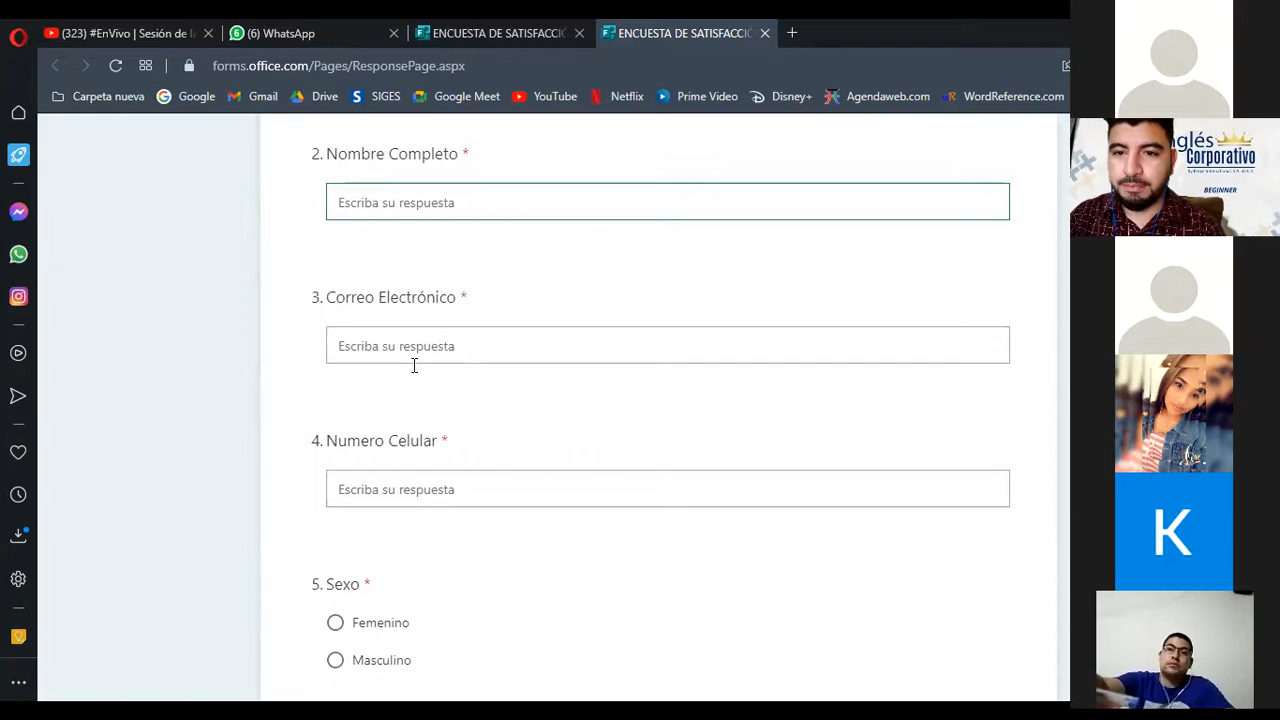 (323) #EnVivo | Sesión de la
(6) WhatsApp
ENCUESTA DE SATISFACCIÓ
ENCUESTA DE SATISFACCIÓ
forms.office.com/Pages/ResponsePage.aspx
Carpeta nueva
Google
Gmail
Drive
SIGES
Google Meet
YouTube
Netflix
Prime Video
Disney+
Agendaweb.com
WordReference.com
2. Nombre Completo *
Escriba su respuesta
3. Correo Electrónico *
Escriba su respuesta
4. Numero Celular *
Escriba su respuesta
5. Sexo *
Femenino
Masculino
nglés
Corporativo
BEGINNER
K